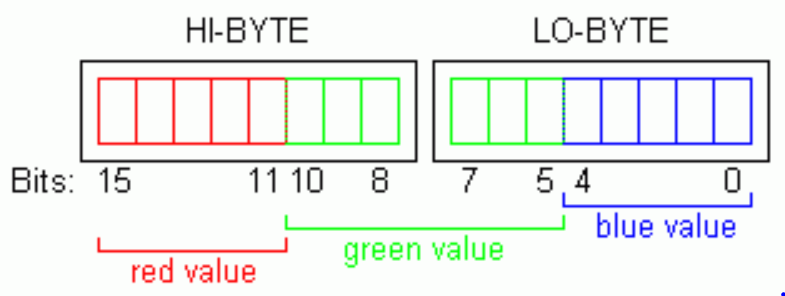 HI-BYTE LO-BYTE
Bits: 15 11 10 8 7 5 4 0
blue value
green value
red value